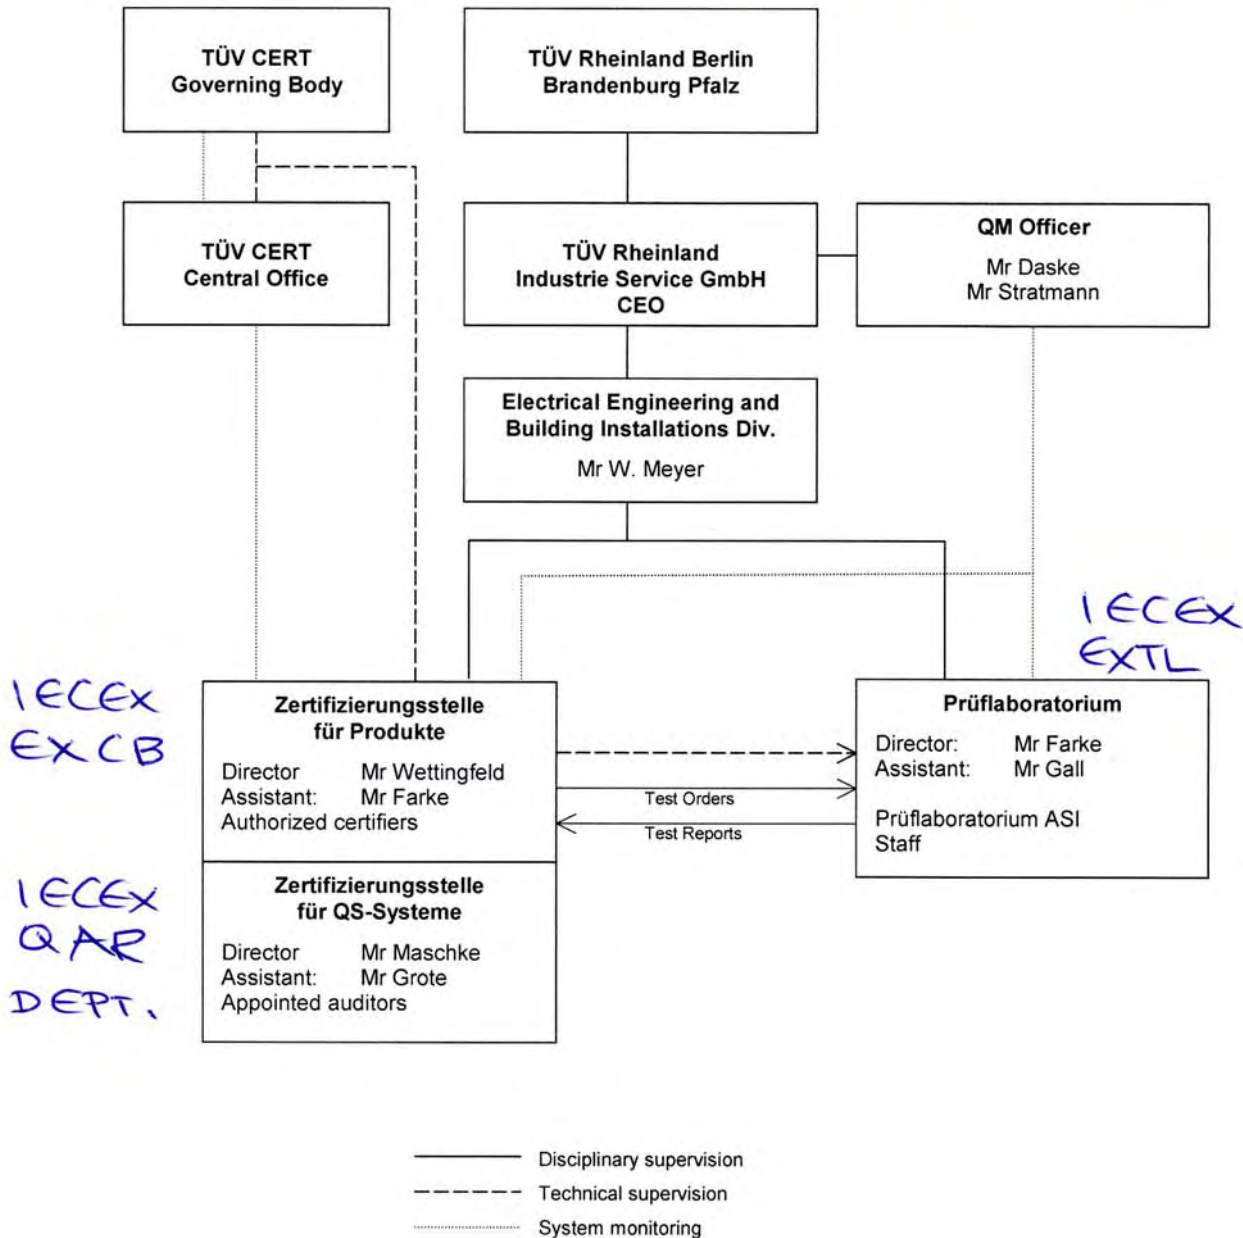 TÜV CERT
Governing Body
TÜV Rheinland Berlin
Brandenburg Pfalz
TÜV CERT
Central Office
TÜV Rheinland
Industrie Service GmbH
CEO
QM Officer
Mr Daske
Mr Stratmann
Electrical Engineering and
Building Installations Div.
Mr W. Meyer
IECEX
EXCB
Zertifizierungsstelle
für Produkte
Director Mr Wettingfeld
Assistant: Mr Farke
Authorized certifiers
Test Orders
Test Reports
IECEX
EXTL
Prüflaboratorium
Director: Mr Farke
Assistant: Mr Gall
Prüflaboratorium ASI
Staff
IECEX
QAR
DEPT.
Zertifizierungsstelle
für QS-Systeme
Director Mr Maschke
Assistant: Mr Grote
Appointed auditors
Disciplinary supervision
Technical supervision
System monitoring